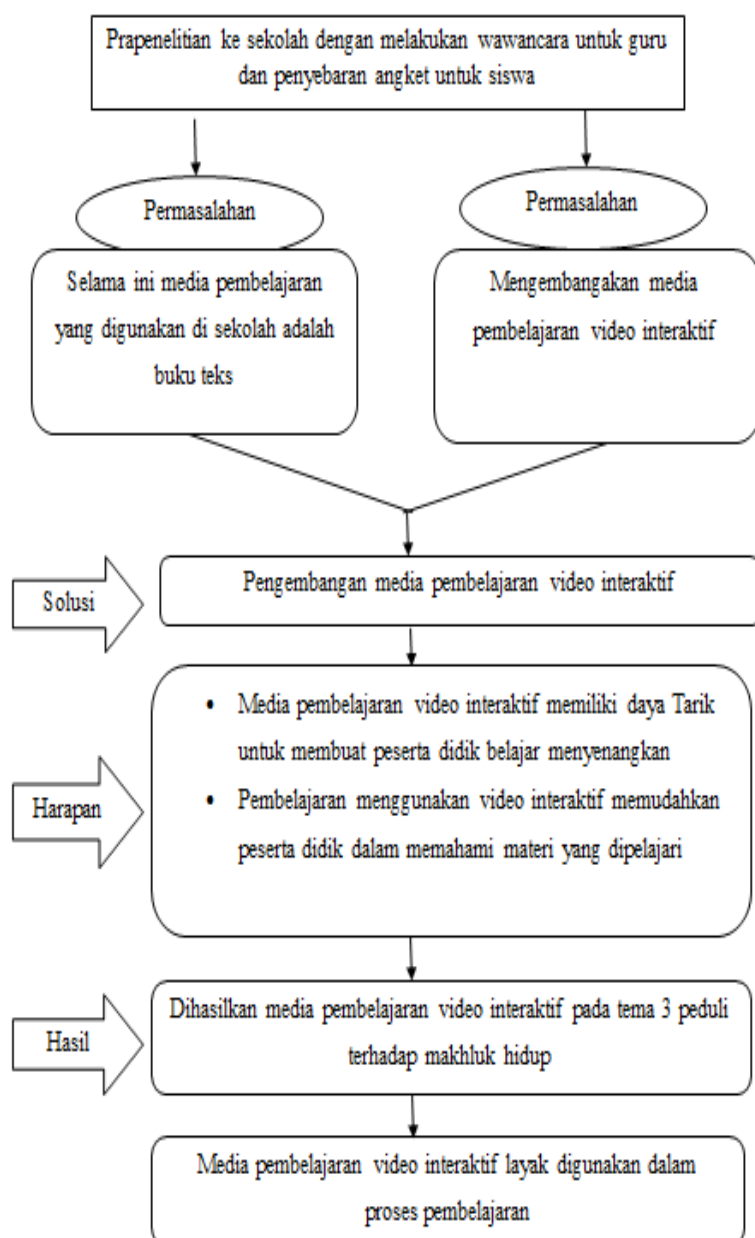 Prapenelitian ke sekolah dengan melakukan wawancara untuk guru
dan penyebaran angket untuk siswa
Permasalahan
Permasalahan
Selama ini media pembelajaran
yang digunakan di sekolah adalah
buku teks
Mengembangakan media
pembelajaran video interaktif
Solusi
Pengembangan media pembelajaran video interaktif
Harapan
• Media pembelajaran video interaktif memiliki daya Tarik
untuk membuat peserta didik belajar menyenangkan
• Pembelajaran menggunakan video interaktif memudahkan
peserta didik dalam memahami materi yang dipelajari
Hasil
Dihasilkan media pembelajaran video interaktif pada tema 3 peduli
terhadap makhluk hidup
Media pembelajaran video interaktif layak digunakan dalam
proses pembelajaran